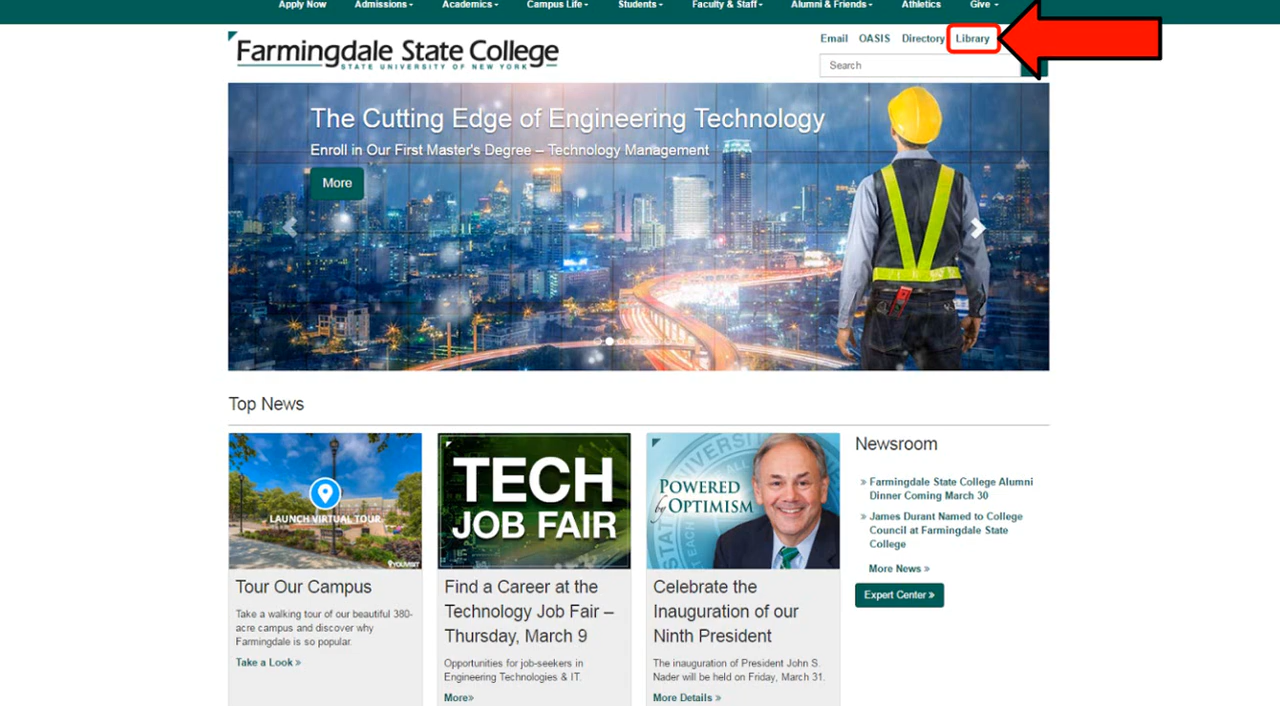 Apply Now Admissions Academics Campus Life Students Faculty & Staff Alumni & Friends Athletics Give
Farmingdale State College
STATE UNIVERSITY OF NEW YORK
Email OASIS Directory Library
Search
The Cutting Edge of Engineering Technology
Enroll in Our First Master's Degree – Technology Management
More
Top News
LAUNCH VIRTUAL TOUR
YOUVISIT
Tour Our Campus
Take a walking tour of our beautiful 380-
acre campus and discover why
Farmingdale is so popular.
Take a Look »
TECH
JOB FAIR
Find a Career at the
Technology Job Fair –
Thursday, March 9
Opportunities for job-seekers in
Engineering Technologies & IT.
More»
POWERED
by OPTIMISM
Celebrate the
Inauguration of our
Ninth President
The inauguration of President John S.
Nader will be held on Friday, March 31.
More Details »
Newsroom
» Farmingdale State College Alumni
Dinner Coming March 30
» James Durant Named to College
Council at Farmingdale State
College
More News »
Expert Center »